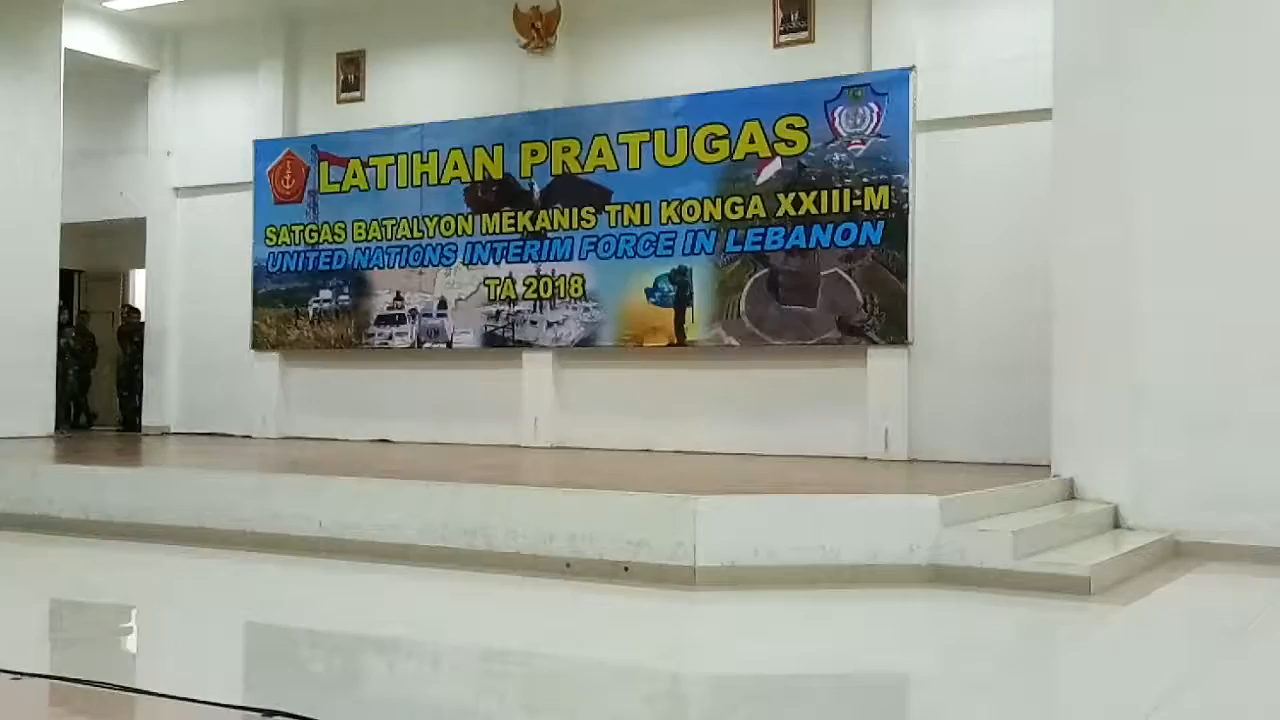 LATIHAN PRATUGAS
SATGAS BATALYON MEKANIS TNI KONGA XXIII-M
UNITED NATIONS INTERIM FORCE IN LEBANON
TA 2018